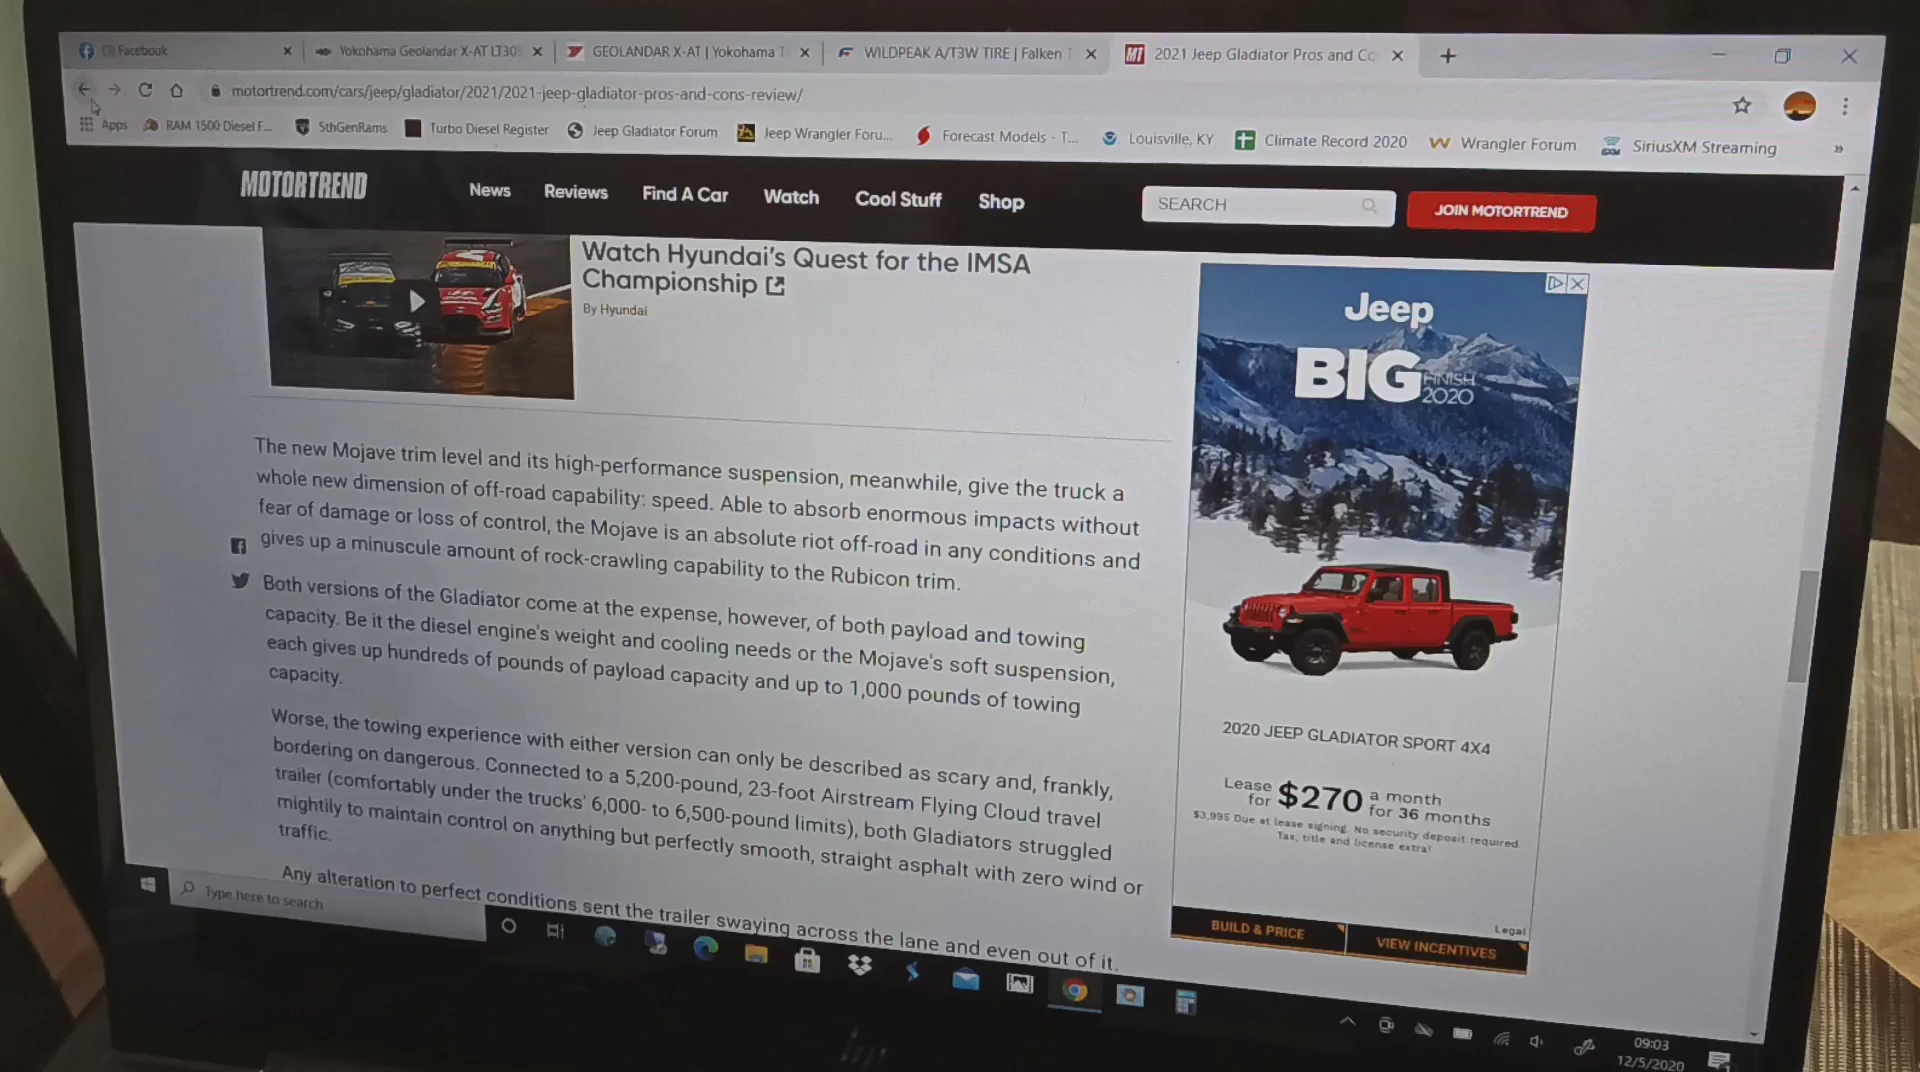 (3) Facebook
Yokohama Geolandar X-AT LT305
GEOLANDAR X-AT | Yokohama T
WILDPEAK A/T3W TIRE | Falken T
MT 2021 Jeep Gladiator Pros and Co
motortrend.com/cars/jeep/gladiator/2021/2021-jeep-gladiator-pros-and-cons-review/
Apps
RAM 1500 Diesel F...
5thGenRams
Turbo Diesel Register
Jeep Gladiator Forum
Jeep Wrangler Foru...
Forecast Models - T...
Louisville, KY
Climate Record 2020
Wrangler Forum
SiriusXM Streaming
»
MOTORTREND
News
Reviews
Find A Car
Watch
Cool Stuff
Shop
SEARCH
JOIN MOTORTREND
Watch Hyundai's Quest for the IMSA
Championship
By Hyundai
The new Mojave trim level and its high-performance suspension, meanwhile, give the truck a
whole new dimension of off-road capability: speed. Able to absorb enormous impacts without
fear of damage or loss of control, the Mojave is an absolute riot off-road in any conditions and
gives up a minuscule amount of rock-crawling capability to the Rubicon trim.
Both versions of the Gladiator come at the expense, however, of both payload and towing
capacity. Be it the diesel engine's weight and cooling needs or the Mojave's soft suspension,
each gives up hundreds of pounds of payload capacity and up to 1,000 pounds of towing
capacity.
Worse, the towing experience with either version can only be described as scary and, frankly,
bordering on dangerous. Connected to a 5,200-pound, 23-foot Airstream Flying Cloud travel
trailer (comfortably under the trucks' 6,000- to 6,500-pound limits), both Gladiators struggled
mightily to maintain control on anything but perfectly smooth, straight asphalt with zero wind or
traffic.
Any alteration to perfect conditions sent the trailer swaying across the lane and even out of it.
Jeep
BIG
FINISH
2020
2020 JEEP GLADIATOR SPORT 4X4
Lease
for
$270
a month
for 36 months
$3,995 Due at lease signing. No security deposit required.
Tax, title and license extra!
Legal
BUILD & PRICE
VIEW INCENTIVES
Type here to search
09:03
12/5/2020
hp